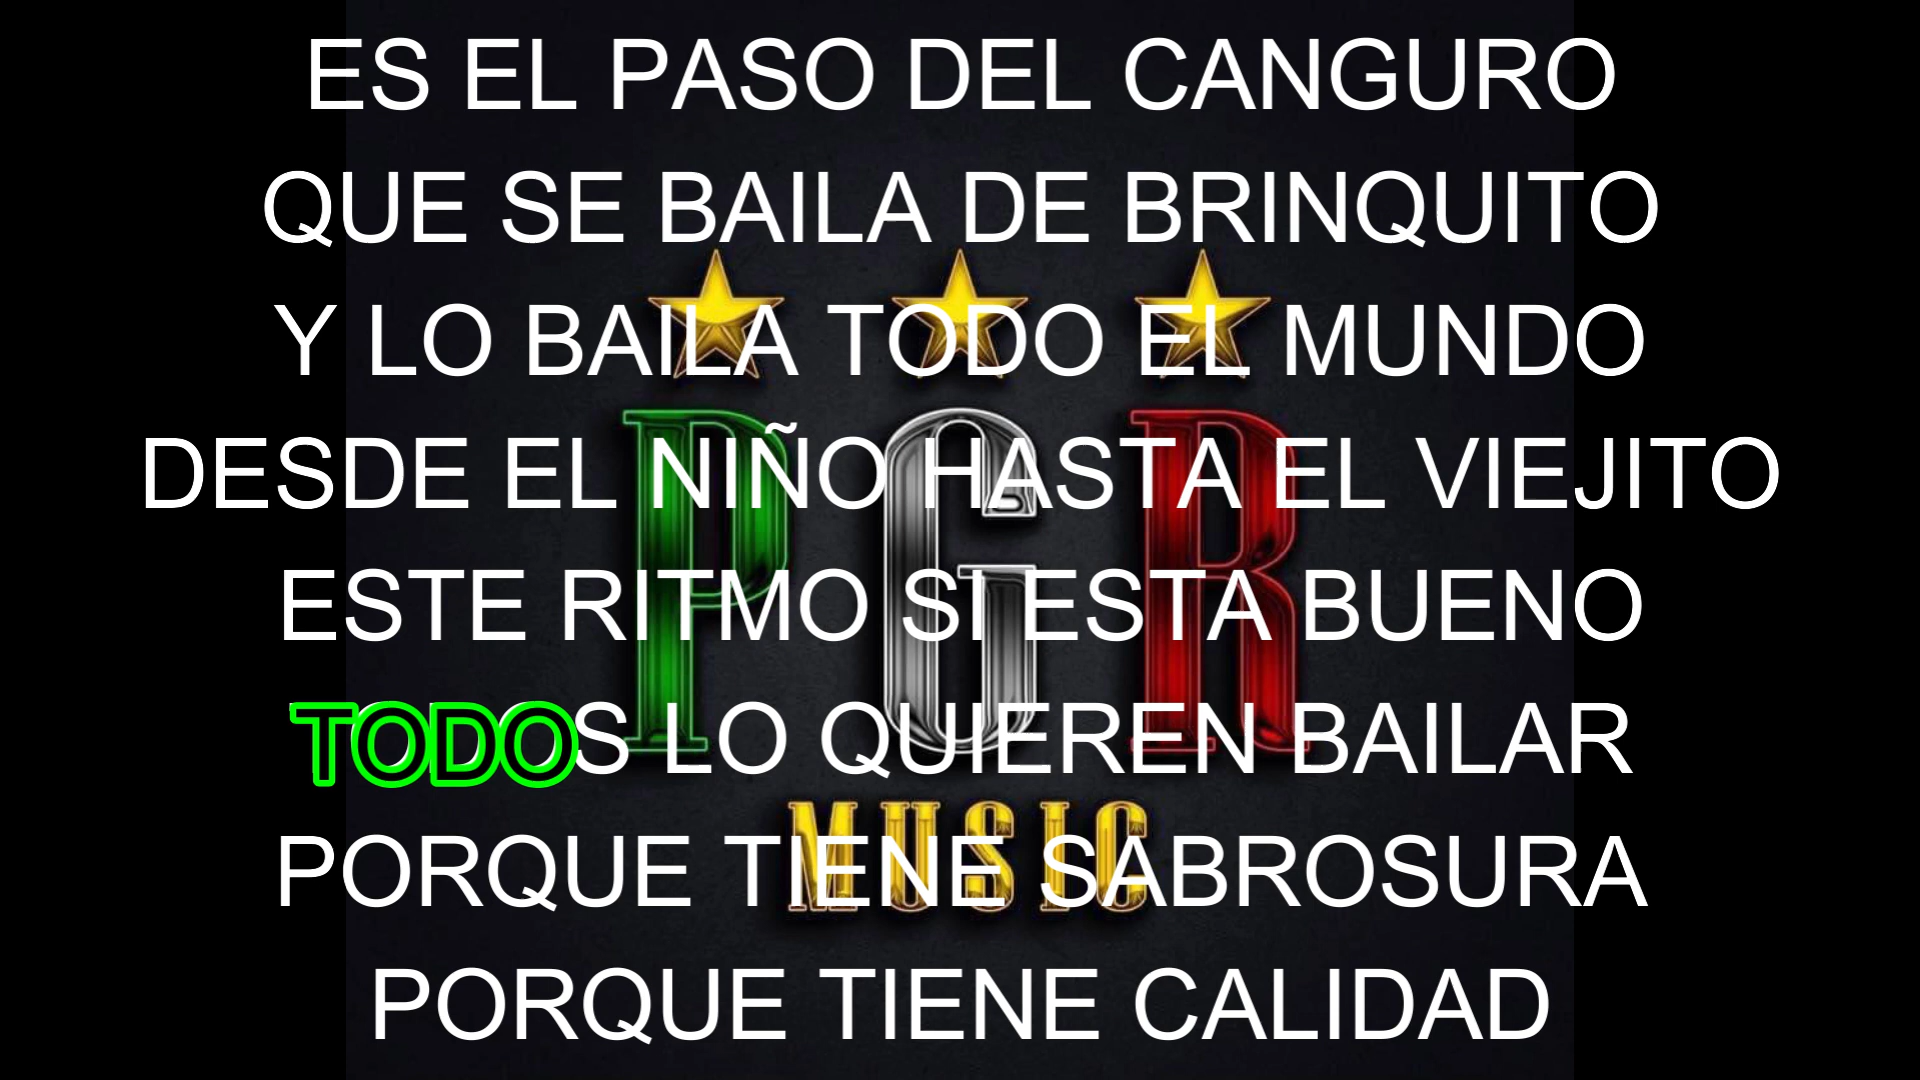 ES EL PASO DEL CANGURO
QUE SE BAILA DE BRINQUITO
Y LO BAILA TODO EL MUNDO
DESDE EL NIÑO HASTA EL VIEJITO
ESTE RITMO SI ESTA BUENO
TODOS LO QUIEREN BAILAR
PORQUE TIENE SABROSURA
PORQUE TIENE CALIDAD
PGR
MUSIC